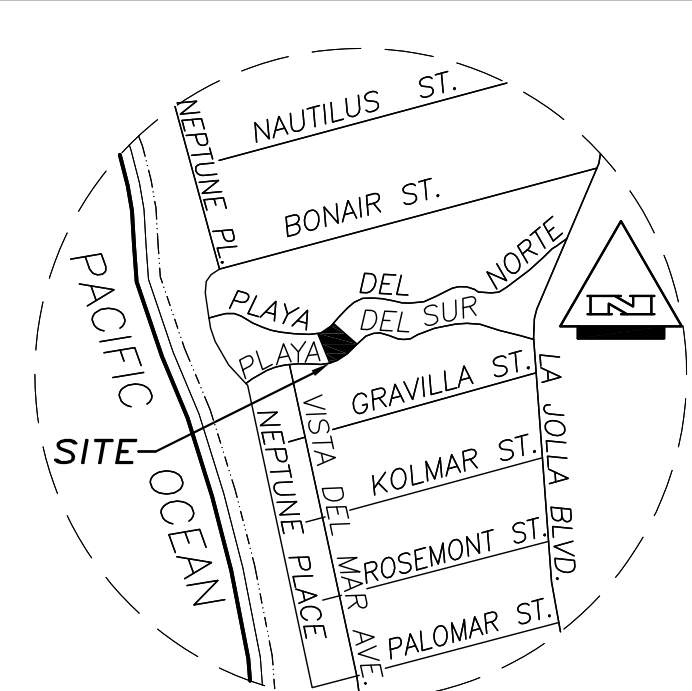 NAUTILUS ST.
NEPTUNE PL.
BONAIR ST.
PLAYA DEL NORTE
PLAYA DEL SUR
N
PACIFIC OCEAN
GRAVILLA ST.
LA JOLLA BLVD.
SITE
VISTA DEL MAR AVE.
NEPTUNE PLACE
KOLMAR ST.
ROSEMONT ST.
PALOMAR ST.